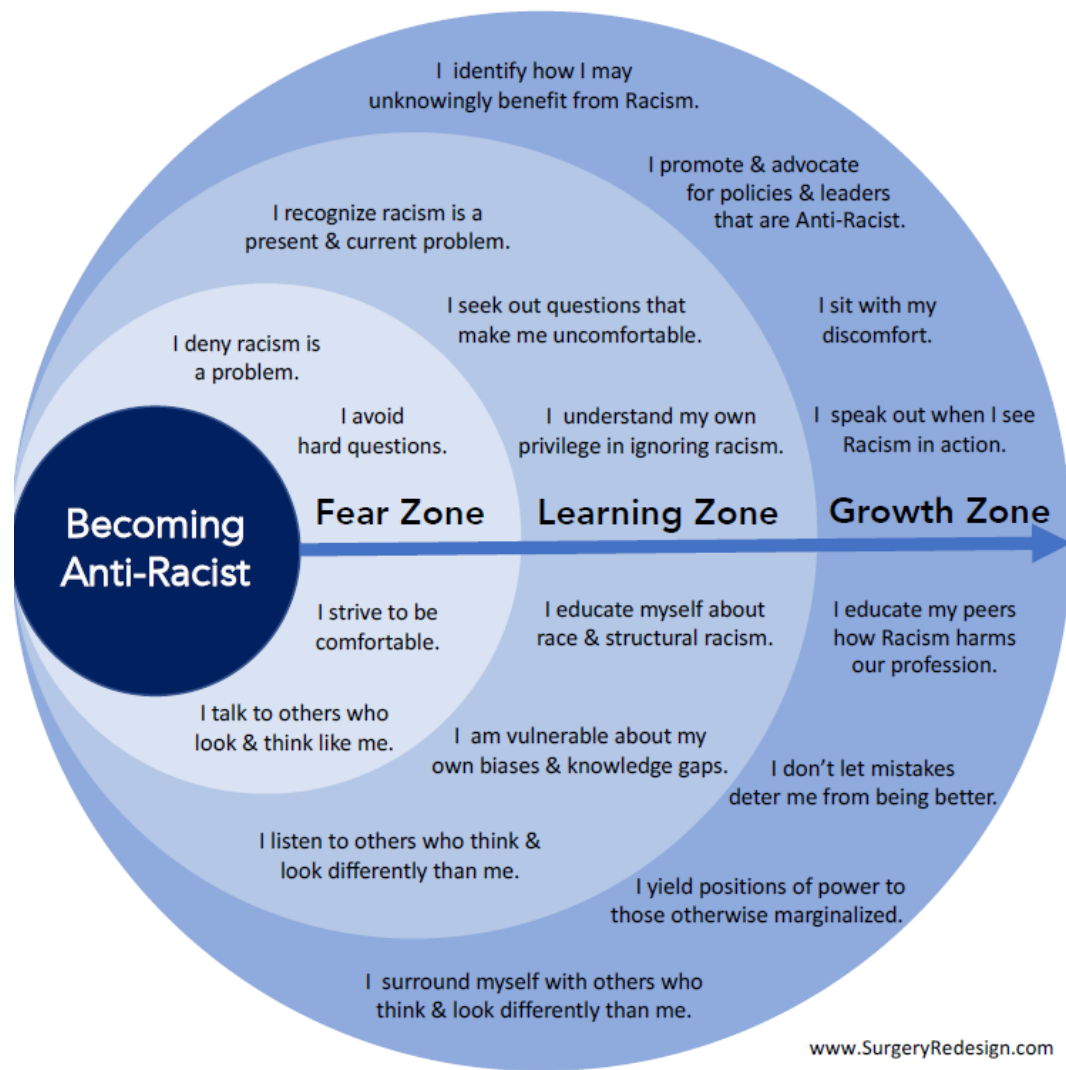 I identify how I may
unknowingly benefit from Racism.
I promote & advocate
for policies & leaders
that are Anti-Racist.
I recognize racism is a
present & current problem.
I seek out questions that
make me uncomfortable.
I sit with my
discomfort.
I deny racism is
a problem.
I avoid
hard questions.
I understand my own
privilege in ignoring racism.
I speak out when I see
Racism in action.
Becoming
Anti-Racist
Fear Zone
Learning Zone
Growth Zone
I strive to be
comfortable.
I educate myself about
race & structural racism.
I educate my peers
how Racism harms
our profession.
I talk to others who
look & think like me.
I am vulnerable about my
own biases & knowledge gaps.
I don't let mistakes
deter me from being better.
I listen to others who think &
look differently than me.
I yield positions of power to
those otherwise marginalized.
I surround myself with others who
think & look differently than me.
www.SurgeryRedesign.com